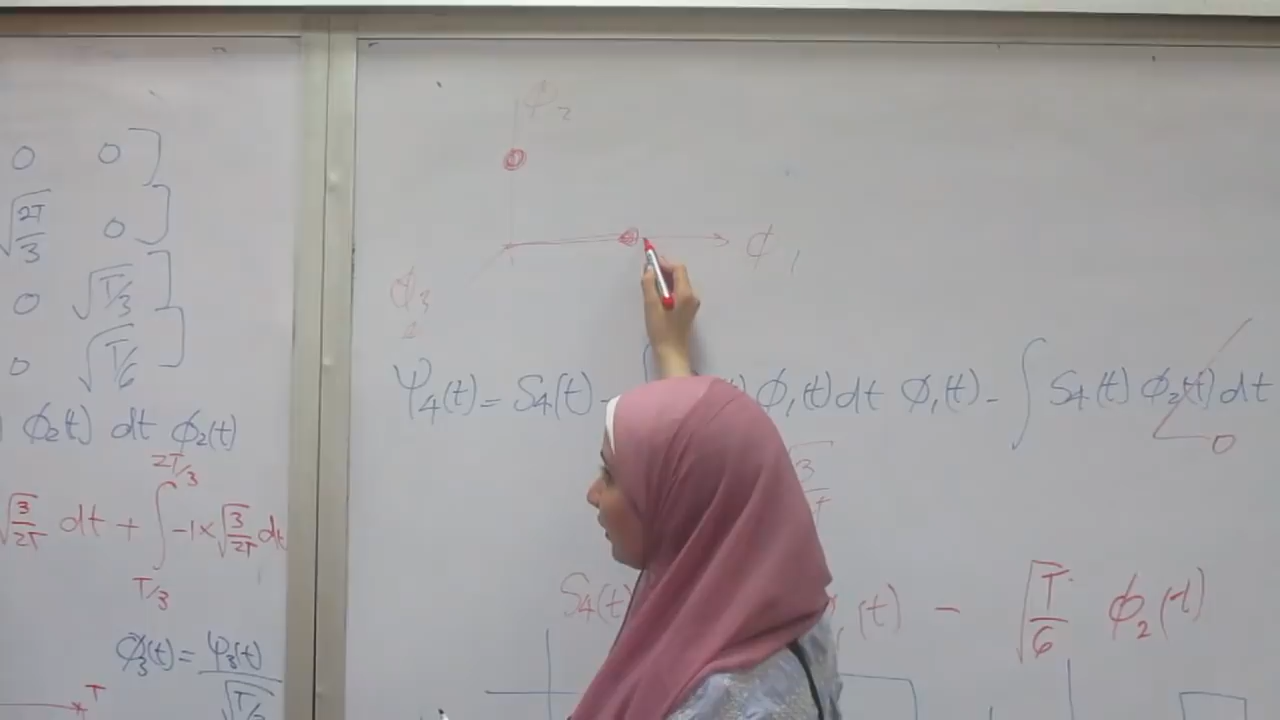 0 0 ]
√(2T/3) 0 ]
0 √(T/3) ]
0 √(T/6) ]
ϕ2(t) dt ϕ2(t)
√(3/2T) dt + ∫_{T/3}^{2T/3} -1 × √(3/2T) dt
ϕ3(t) = ψ3(t)
T
ϕ2
ϕ1
ϕ3
ψ4(t) = S4(t) - ∫ ϕ1(t) dt ϕ1(t) - ∫ S4(t) ϕ2(t) dt
0
S4(t) (t) - √(T/6) ϕ2(t)